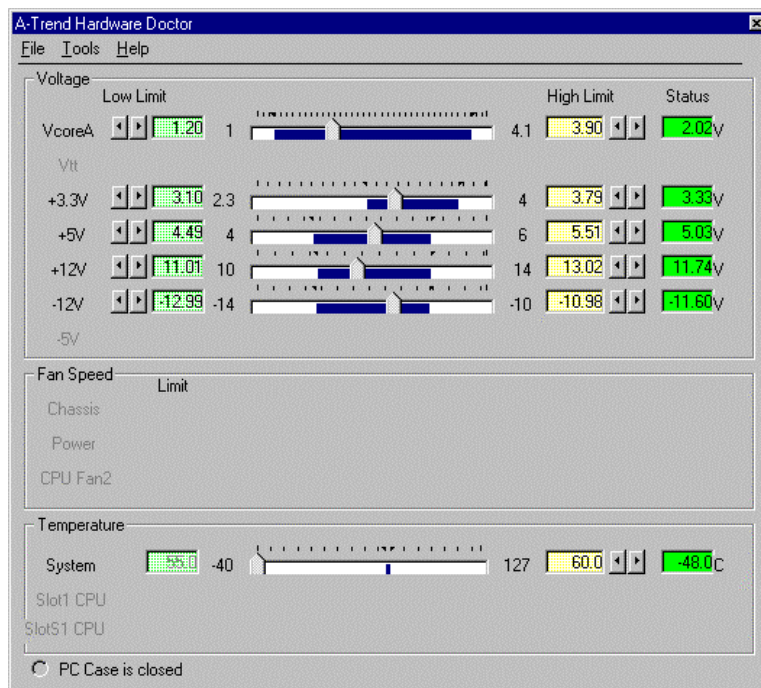 A-Trend Hardware Doctor
File Tools Help
Voltage
Low Limit High Limit Status
VcoreA 1.20 1 4.1 3.90 2.02V
Vtt
+3.3V 3.10 2.3 4 3.79 3.33V
+5V 4.49 4 6 5.51 5.03V
+12V 11.01 10 14 13.02 11.74V
-12V -12.99 -14 -10 -10.98 -11.60V
-5V
Fan Speed
Limit
Chassis
Power
CPU Fan2
Temperature
System 55.0 -40 127 60.0 -48.0C
Slot1 CPU
SlotS1 CPU
PC Case is closed